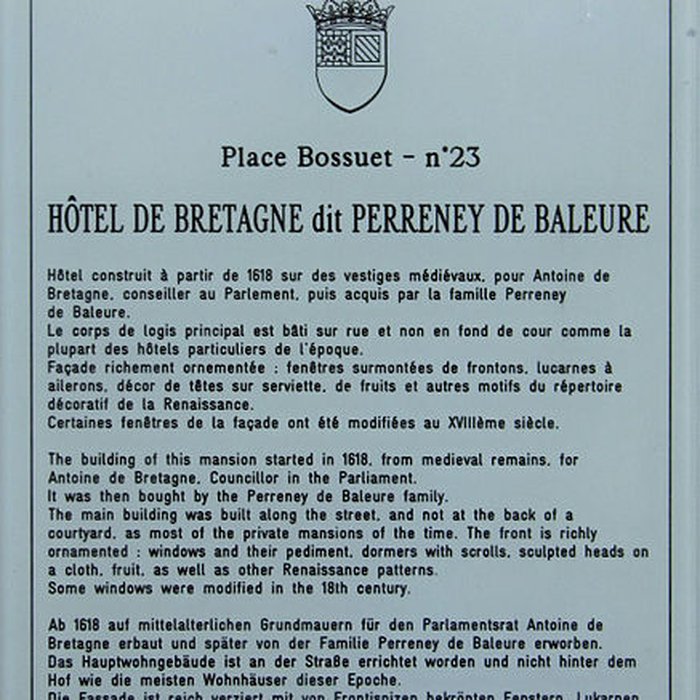 Place Bossuet - n°23
HÔTEL DE BRETAGNE dit PERRENEY DE BALEURE
Hôtel construit à partir de 1618 sur des vestiges médiévaux, pour Antoine de
Bretagne, conseiller au Parlement, puis acquis par la famille Perreney
de Baleure.
Le corps de logis principal est bâti sur rue et non en fond de cour comme la
plupart des hôtels particuliers de l'époque.
Façade richement ornementée : fenêtres surmontées de frontons, lucarnes à
ailerons, décor de têtes sur serviette, de fruits et autres motifs du répertoire
décoratif de la Renaissance.
Certaines fenêtres de la façade ont été modifiées au XVIIIème siècle.
The building of this mansion started in 1618, from medieval remains, for
Antoine de Bretagne, Councillor in the Parliament.
It was then bought by the Perreney de Baleure family.
The main building was built along the street, and not at the back of a
courtyard, as most of the private mansions of the time. The front is richly
ornamented : windows and their pediment, dormers with scrolls, sculpted heads on
a cloth, fruit, as well as other Renaissance patterns.
Some windows were modified in the 18th century.
Ab 1618 auf mittelalterlichen Grundmauern für den Parlamentsrat Antoine de
Bretagne erbaut und später von der Familie Perreney de Baleure erworben.
Das Hauptwohngebäude ist an der Straße errichtet worden und nicht hinter dem
Hof wie die meisten Wohnhäuser dieser Epoche.
Die Fassade ist reich verziert mit von Frontispizen bekrönten Fenstern, Lukarnen